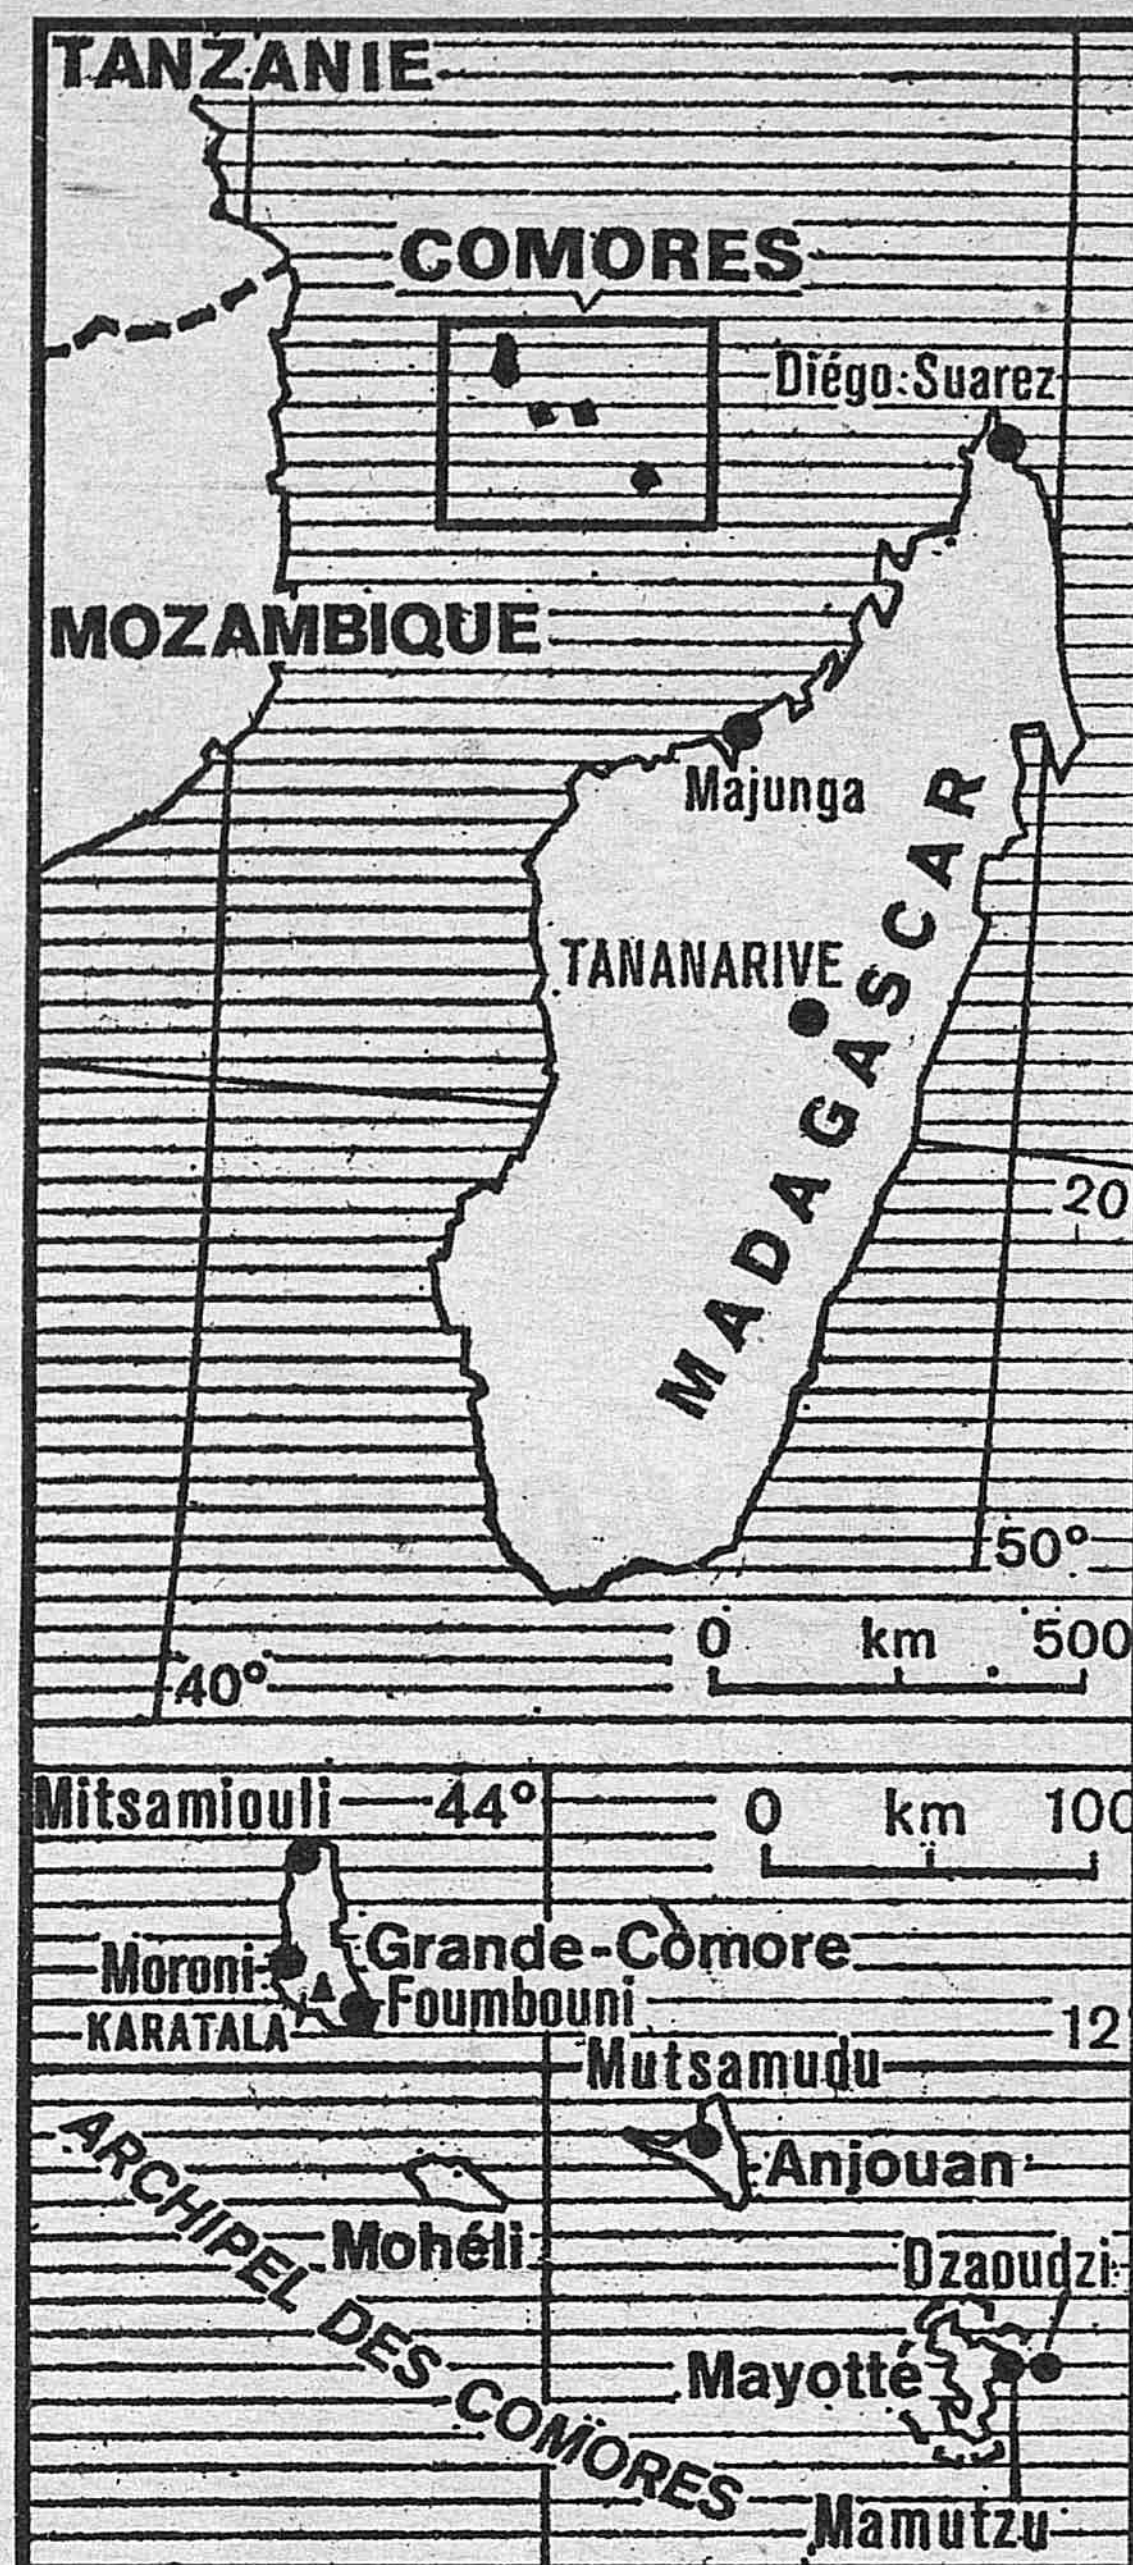 TANZANIE
COMORES
Diégo-Suarez
MOZAMBIQUE
Majunga
TANANARIVE
MADAGASCAR
20
50°
0 km 500
40°
Mitsamiouli 44° 0 km 100
Moroni Grande-Comore
Foumbouni
KARATALA 12
Mutsamudu
Anjouan
Mohéli
ARCHIPEL DES COMORES
Dzaoudzi
Mayotté
Mamutzu